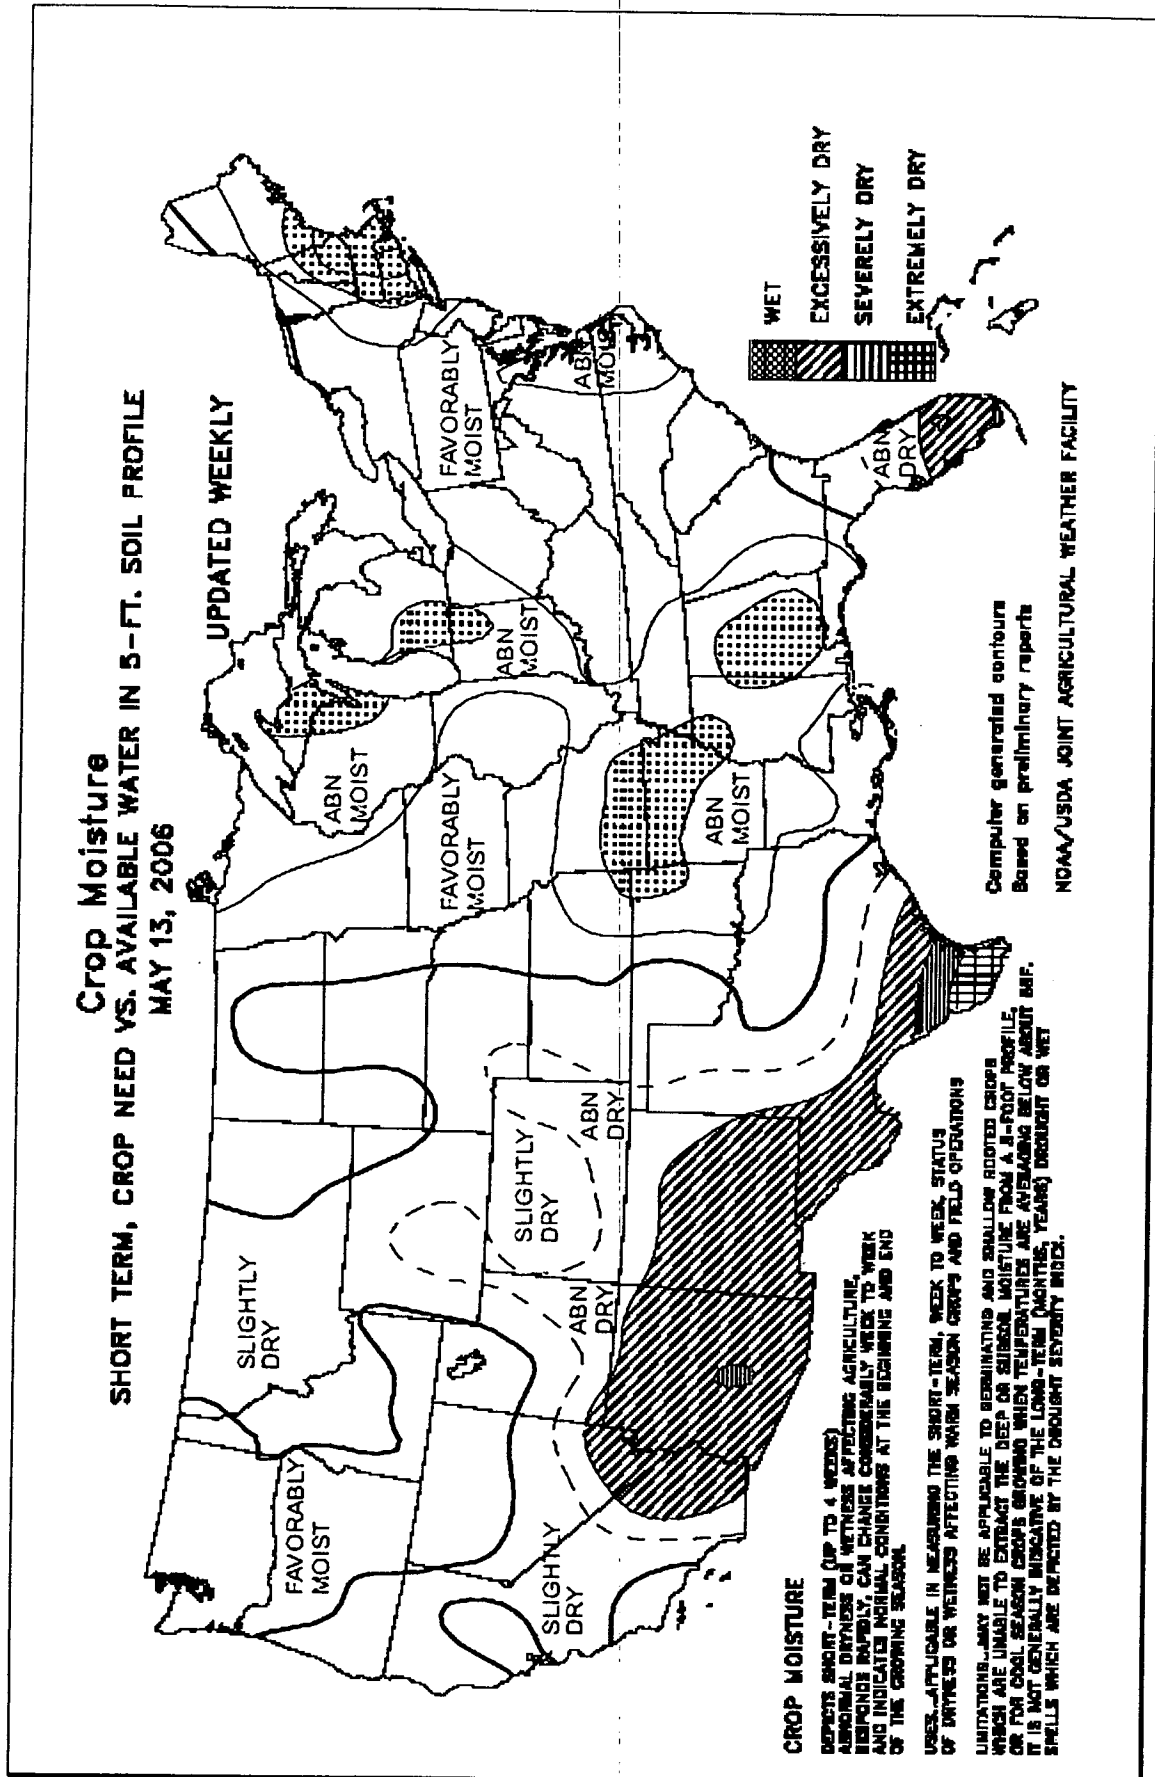 Crop Moisture
SHORT TERM, CROP NEED VS. AVAILABLE WATER IN 5-FT. SOIL PROFILE
MAY 13, 2006
UPDATED WEEKLY
FAVORABLY
MOIST
SLIGHTLY
DRY
SLIGHTLY
DRY
ABN
DRY
SLIGHTLY
DRY
ABN
DRY
FAVORABLY
MOIST
ABN
MOIST
ABN
MOIST
ABN
MOIST
FAVORABLY
MOIST
ABN
MOIS
ABN
DRY
WET
EXCESSIVELY DRY
SEVERELY DRY
EXTREMELY DRY
CROP MOISTURE
DEPICTS SHORT-TERM (UP TO 4 WEEKS)
ABNORMAL DRYNESS OR WETNESS AFFECTING AGRICULTURE,
RESPONDS RAPIDLY, CAN CHANGE CONSIDERABLY WEEK TO WEEK
AND INDICATES NORMAL CONDITIONS AT THE BEGINNING AND END
OF THE GROWING SEASON.
USES...APPLICABLE IN MEASURING THE SHORT-TERM, WEEK TO WEEK, STATUS
OF DRYNESS OR WETNESS AFFECTING WARM SEASON CROPS AND FIELD OPERATIONS
LIMITATIONS...MAY NOT BE APPLICABLE TO GERMINATING AND SHALLOW ROOTED CROPS
WHICH ARE UNABLE TO EXTRACT THE DEEP OR SUBSOIL MOISTURE FROM A 5-FOOT PROFILE,
OR FOR COOL SEASON CROPS GROWING WHEN TEMPERATURES ARE AVERAGING BELOW ABOUT
IT IS NOT GENERALLY INDICATIVE OF THE LONG-TERM (MONTHS, YEARS) DROUGHT OR WET
SPELLS WHICH ARE DEPICTED BY THE DROUGHT SEVERITY INDEX.
Computer generated contours
Based on preliminary reports
NOAA/USDA JOINT AGRICULTURAL WEATHER FACILITY